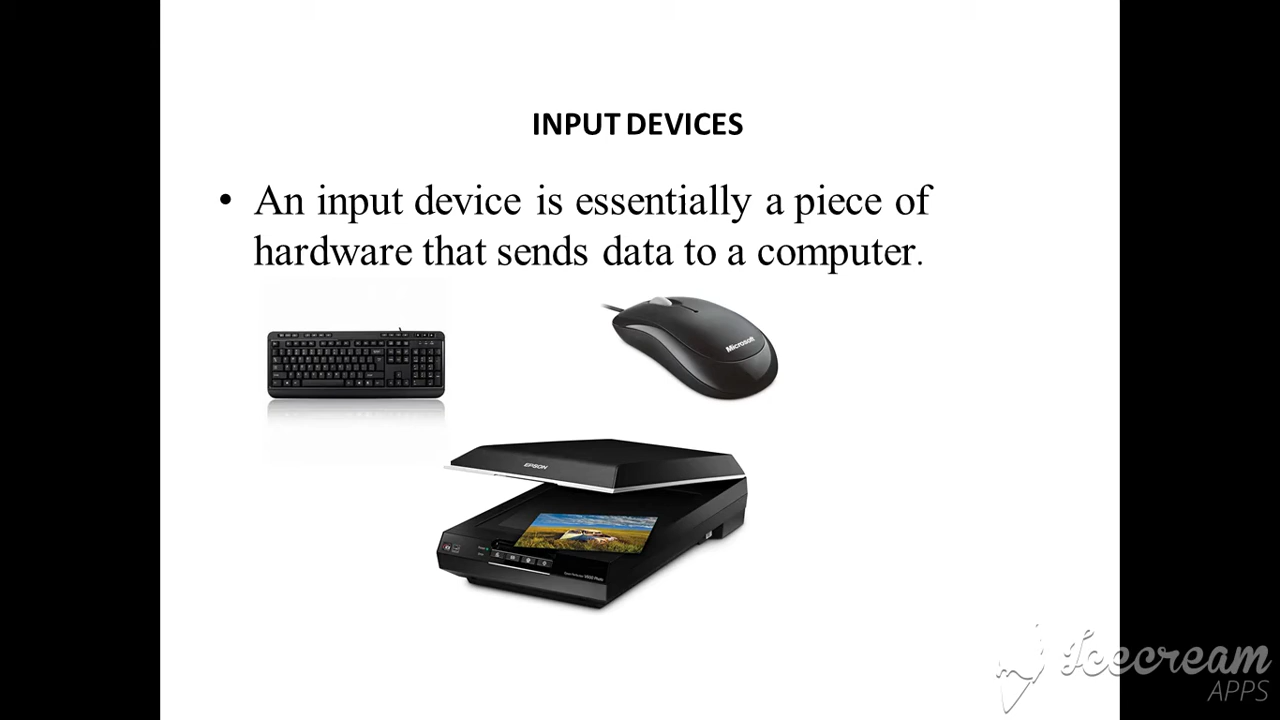 INPUT DEVICES
• An input device is essentially a piece of
hardware that sends data to a computer.
Microsoft
EPSON
Icecream
APPS